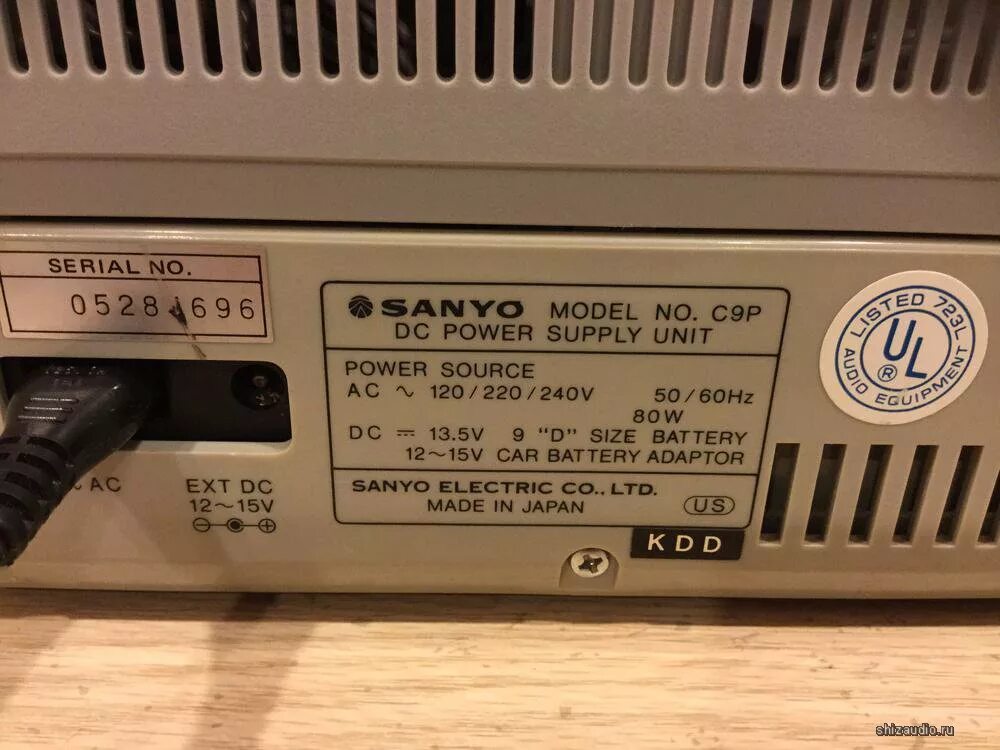 SERIAL NO.
0528 696
SANYO MODEL NO. C9P
DC POWER SUPPLY UNIT
POWER SOURCE
AC ∿ 120/220/240V 50/60Hz
80W
DC ⎓ 13.5V 9 "D" SIZE BATTERY
12~15V CAR BATTERY ADAPTOR
SANYO ELECTRIC CO., LTD.
MADE IN JAPAN US
KDD
LISTED 723L
UL
®
AUDIO EQUIPMENT
∿ AC
EXT DC
12~15V
shizaudio.ru